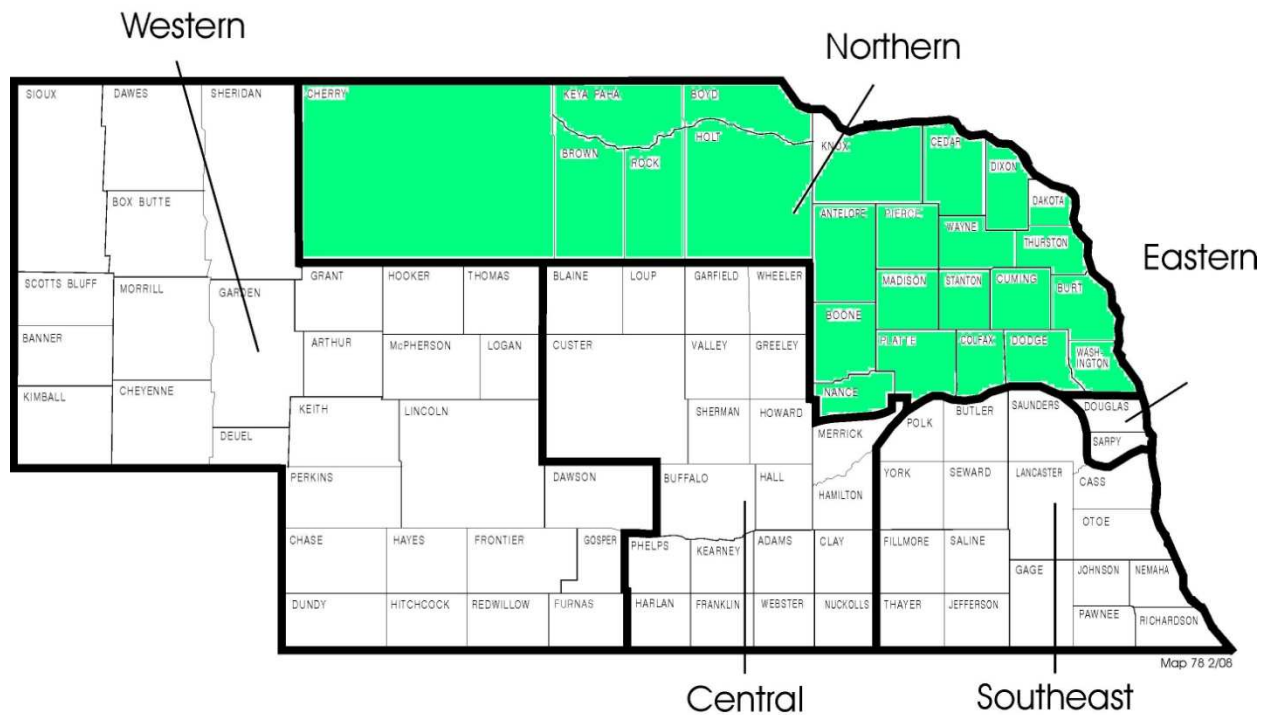 Western
Northern
SIOUX
DAWES
SHERIDAN
CHERRY
KEYA PAHA
BOYD
HOLT
BROWN
ROCK
KNOX
CEDAR
DIXON
DAKOTA
BOX BUTTE
ANTELOPE
PIERCE
WAYNE
THURSTON
Eastern
SCOTTS BLUFF
MORRILL
GARDEN
GRANT
HOOKER
THOMAS
BLAINE
LOUP
GARFIELD
WHEELER
MADISON
STANTON
CUMING
BURT
BANNER
ARTHUR
McPHERSON
LOGAN
CUSTER
VALLEY
GREELEY
BOONE
PLATTE
COLFAX
DODGE
WASH-
INGTON
KIMBALL
CHEYENNE
KEITH
LINCOLN
SHERMAN
HOWARD
NANCE
MERRICK
POLK
BUTLER
SAUNDERS
DOUGLAS
SARPY
DEUEL
PERKINS
DAWSON
BUFFALO
HALL
HAMILTON
YORK
SEWARD
LANCASTER
CASS
OTOE
CHASE
HAYES
FRONTIER
GOSPER
PHELPS
KEARNEY
ADAMS
CLAY
FILLMORE
SALINE
GAGE
JOHNSON
NEMAHA
DUNDY
HITCHCOCK
REDWILLOW
FURNAS
HARLAN
FRANKLIN
WEBSTER
NUCKOLLS
THAYER
JEFFERSON
PAWNEE
RICHARDSON
Map 78 2/08
Central
Southeast